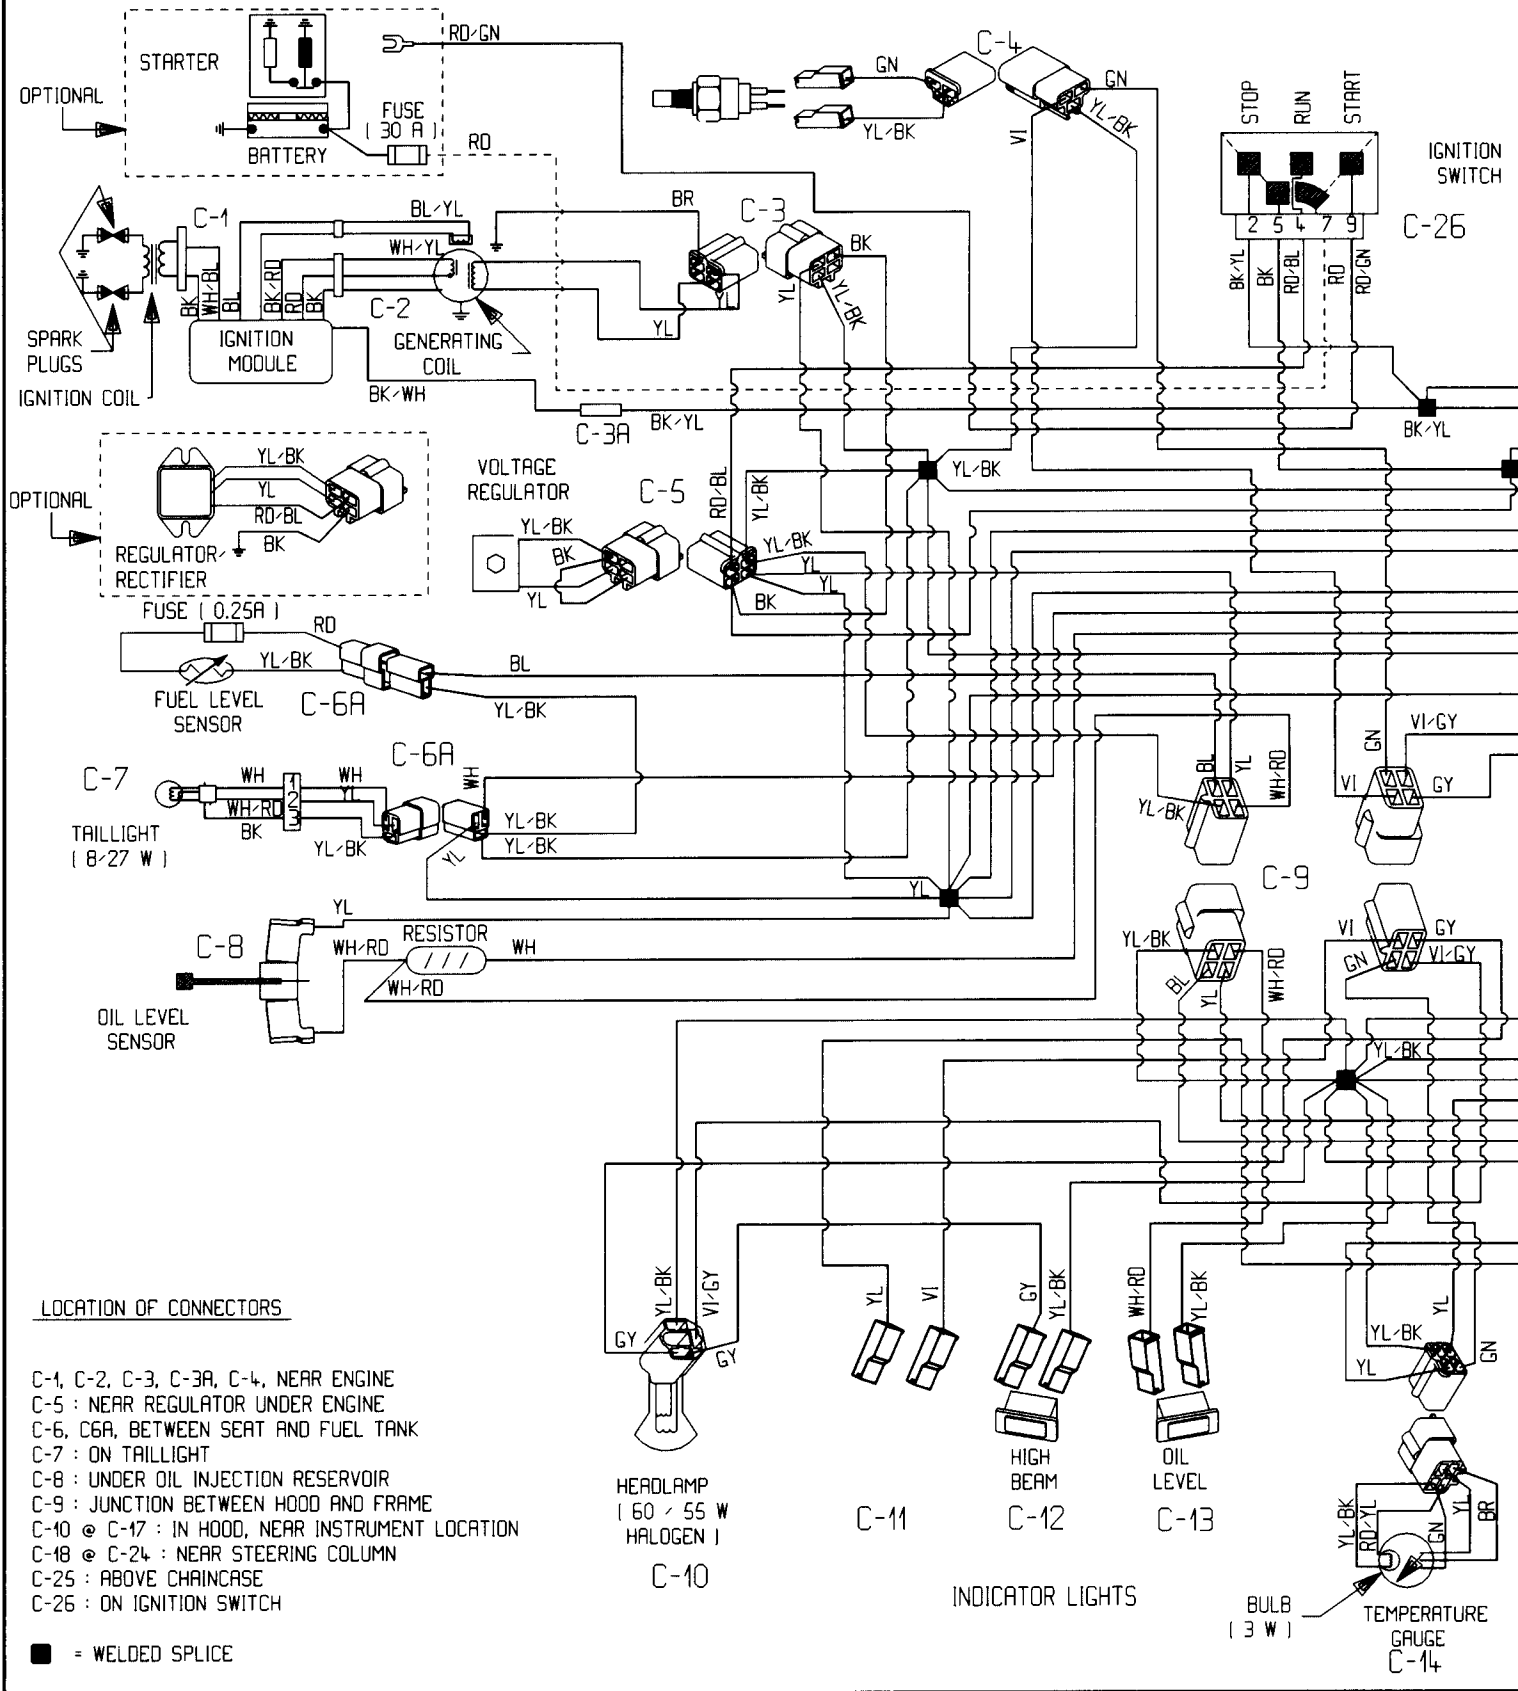 STARTER
OPTIONAL
FUSE
( 30 A )
BATTERY
RD/GN
RD
C-4
GN
YL/BK
GN
YL/BK
VI
STOP
RUN
START
IGNITION
SWITCH
C-26
2 5 4 7 9
BK/YL
BK
RD/BL
RD
RD/GN
C-1
BL/YL
WH/YL
C-2
BK
WH/BL
BL
BK/RD
RD
BK
SPARK
PLUGS
IGNITION COIL
IGNITION
MODULE
GENERATING
COIL
BK/WH
BR
C-3
BK
YL
YL/BK
YL
YL
C-3A
BK/YL
BK/YL
OPTIONAL
YL/BK
YL
RD/BL
BK
REGULATOR/
RECTIFIER
VOLTAGE
REGULATOR
C-5
YL/BK
BK
YL
RD/BL
YL/BK
YL/BK
YL
YL
BK
YL/BK
FUSE ( 0.25A )
RD
YL/BK
FUEL LEVEL
SENSOR
C-6A
BL
YL/BK
C-7
TAILLIGHT
( 8/27 W )
WH
WH/RD
BK
1
2
3
WH
YL
YL/BK
C-6A
WH
YL/BK
YL/BK
YL
YL
BL
YL
WH/RD
YL/BK
C-9
GN
VI/GY
VI
GY
C-8
OIL LEVEL
SENSOR
YL
WH/RD
RESISTOR
WH
WH/RD
YL/BK
BL
YL
WH/RD
VI
GY
GN
VI/GY
YL/BK
LOCATION OF CONNECTORS
C-1, C-2, C-3, C-3A, C-4, NEAR ENGINE
C-5 : NEAR REGULATOR UNDER ENGINE
C-6, C6A, BETWEEN SEAT AND FUEL TANK
C-7 : ON TAILLIGHT
C-8 : UNDER OIL INJECTION RESERVOIR
C-9 : JUNCTION BETWEEN HOOD AND FRAME
C-10 @ C-17 : IN HOOD, NEAR INSTRUMENT LOCATION
C-18 @ C-24 : NEAR STEERING COLUMN
C-25 : ABOVE CHAINCASE
C-26 : ON IGNITION SWITCH
= WELDED SPLICE
YL/BK
VI/GY
GY
GY
HEADLAMP
( 60 / 55 W
HALOGEN )
C-10
YL
VI
C-11
GY
YL/BK
HIGH
BEAM
C-12
WH/RD
YL/BK
OIL
LEVEL
C-13
INDICATOR LIGHTS
YL
YL/BK
YL
GN
YL/BK
RD/YL
GN
YL
BR
BULB
( 3 W )
TEMPERATURE
GAUGE
C-14